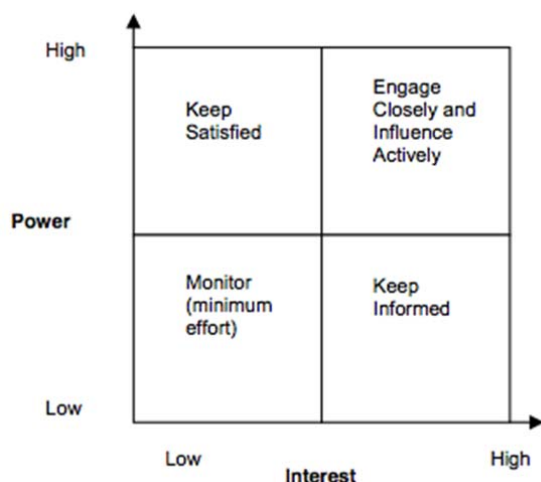 High
Keep
Satisfied
Engage
Closely and
Influence
Actively
Power
Monitor
(minimum
effort)
Keep
Informed
Low
Low
High
Interest